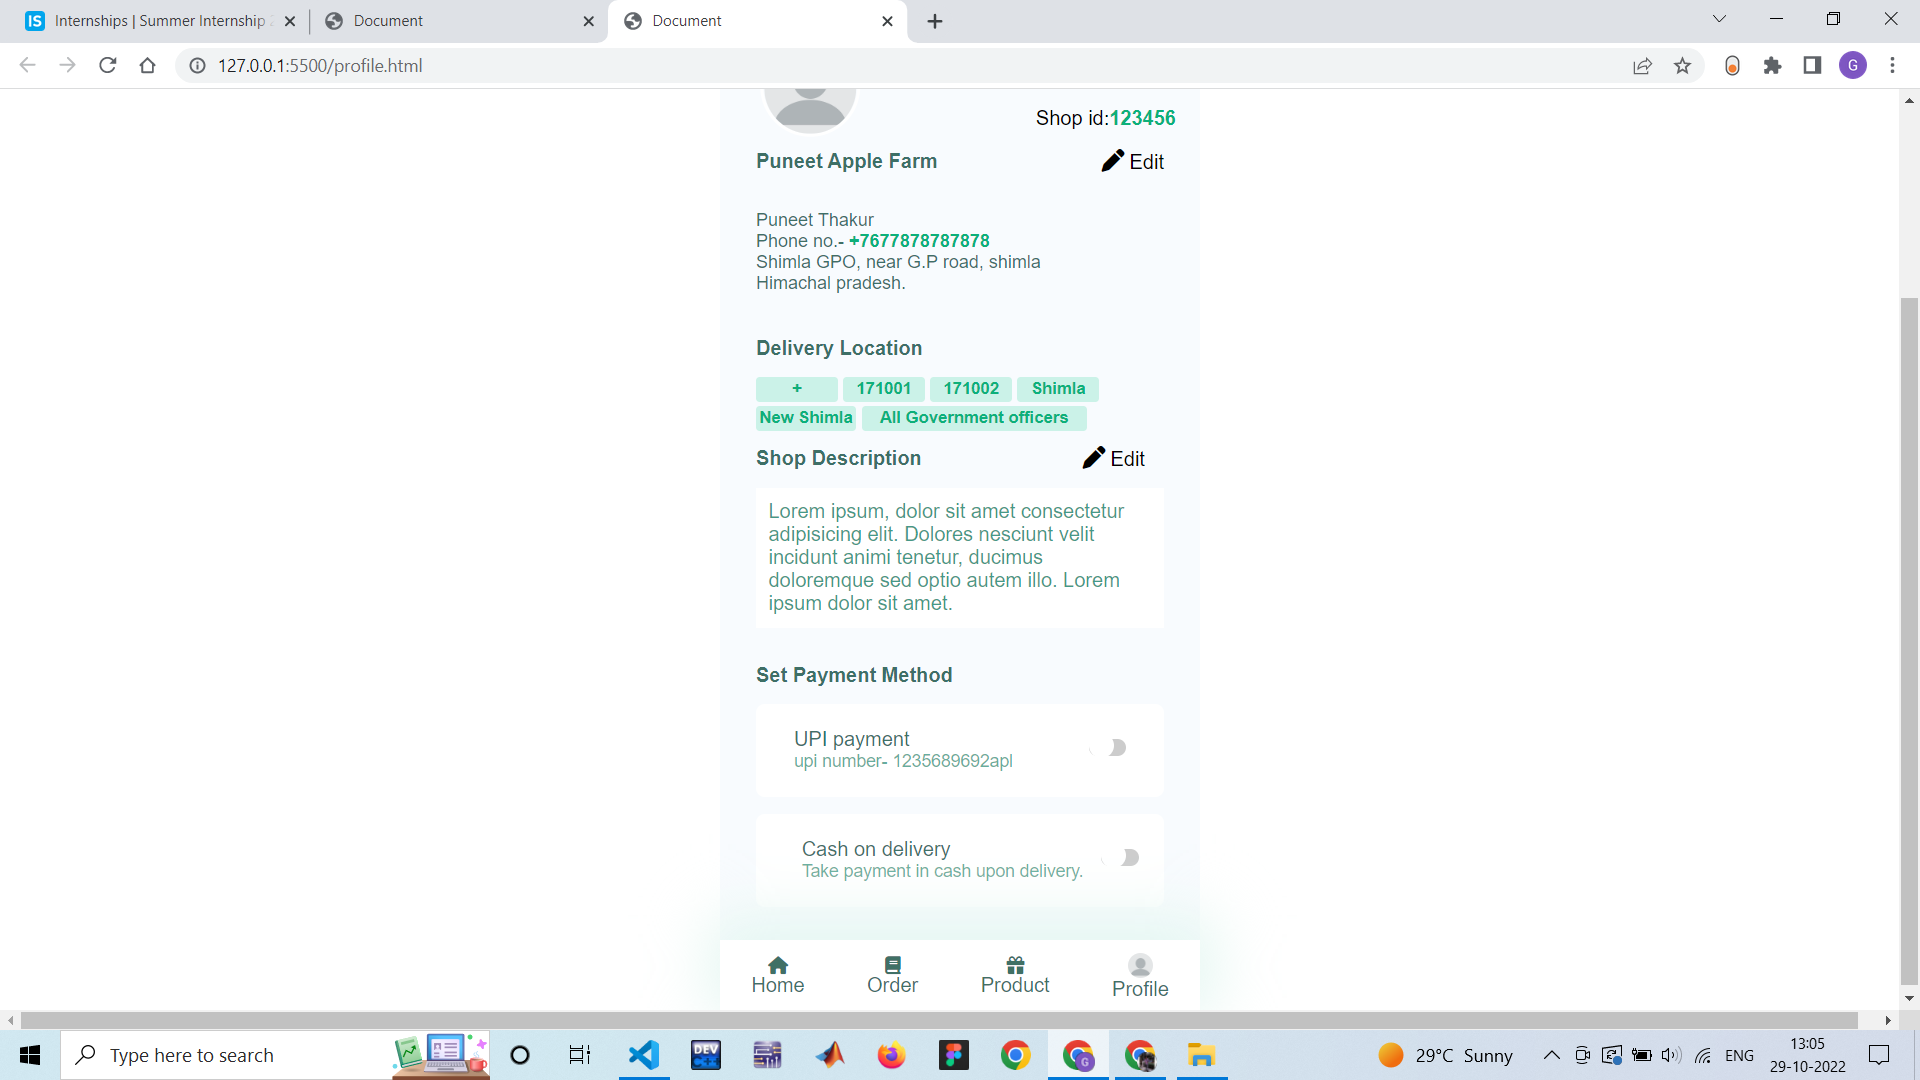 IS Internships | Summer Internship
Document
Document
127.0.0.1:5500/profile.html
G
Shop id:123456
Puneet Apple Farm
Edit
Puneet Thakur
Phone no.- +7677878787878
Shimla GPO, near G.P road, shimla
Himachal pradesh.
Delivery Location
+ 171001 171002 Shimla
New Shimla All Government officers
Shop Description
Edit
Lorem ipsum, dolor sit amet consectetur
adipisicing elit. Dolores nesciunt velit
incidunt animi tenetur, ducimus
doloremque sed optio autem illo. Lorem
ipsum dolor sit amet.
Set Payment Method
UPI payment
upi number- 1235689692apl
Cash on delivery
Take payment in cash upon delivery.
Home Order Product Profile
Type here to search
DEV C++
G
29°C Sunny
ENG
13:05
29-10-2022